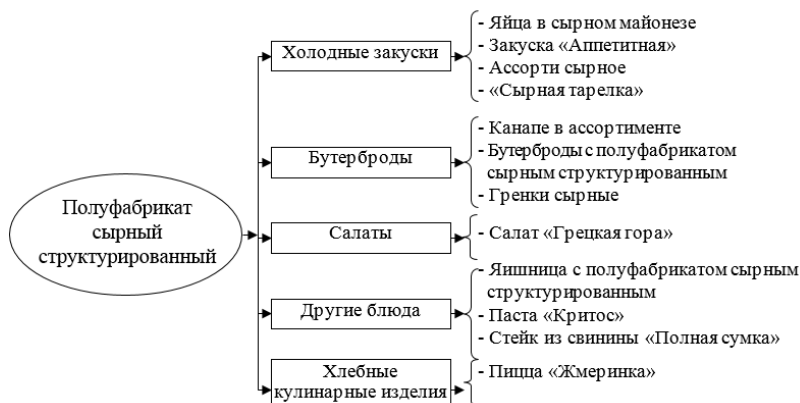 Полуфабрикат
сырный
структурированный
Холодные закуски
- Яйца в сырном майонезе
- Закуска «Аппетитная»
- Ассорти сырное
- «Сырная тарелка»
Бутерброды
- Канапе в ассортименте
- Бутерброды с полуфабрикатом
сырным структурированным
- Гренки сырные
Салаты
- Салат «Грецкая гора»
Другие блюда
- Яишница с полуфабрикатом сырным
структурированным
- Паста «Критос»
- Стейк из свинины «Полная сумка»
Хлебные
кулинарные изделия
- Пицца «Жмеринка»